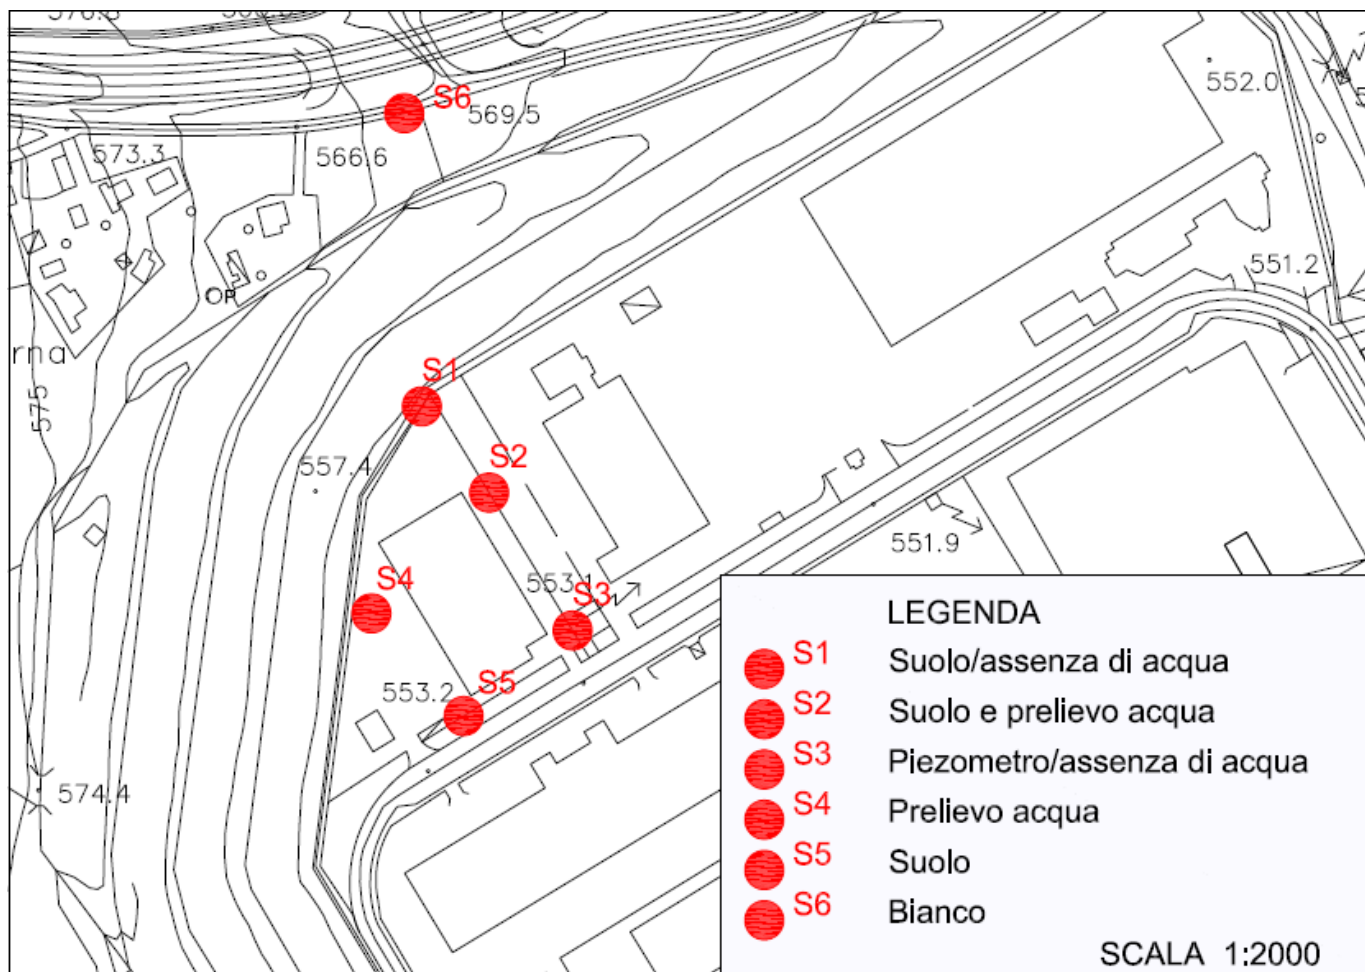 S6
569.5
552.0
573.3
566.6
551.2
P
rna
575
S1
557.4
S2
551.9
S4
553.1
S3
553.2
S5
574.4
LEGENDA
S1 Suolo/assenza di acqua
S2 Suolo e prelievo acqua
S3 Piezometro/assenza di acqua
S4 Prelievo acqua
S5 Suolo
S6 Bianco
SCALA 1:2000